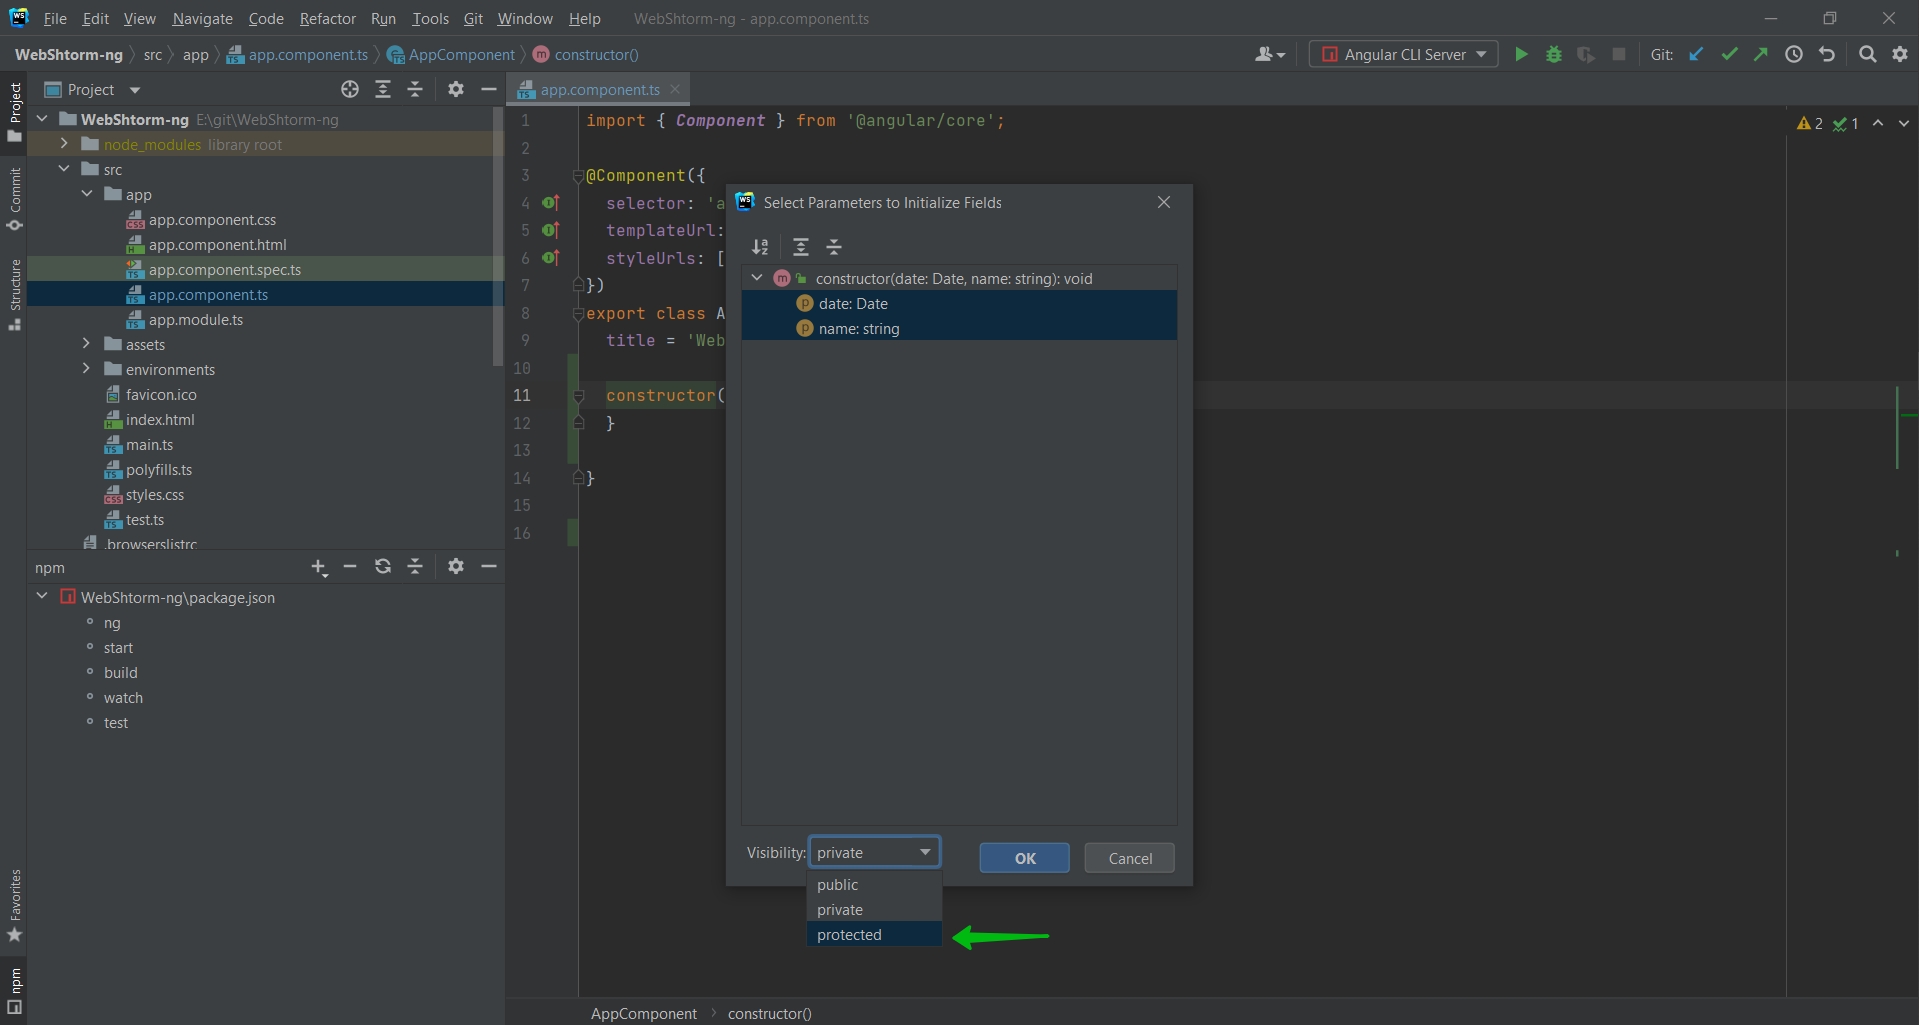 File Edit View Navigate Code Refactor Run Tools Git Window Help WebShtorm-ng - app.component.ts
WebShtorm-ng src app app.component.ts AppComponent constructor() Angular CLI Server Git:
Project
app.component.ts
Project
Commit
Structure
Favorites
npm
WebShtorm-ng E:\git\WebShtorm-ng
node_modules library root
src
app
app.component.css
app.component.html
app.component.spec.ts
app.component.ts
app.module.ts
assets
environments
favicon.ico
index.html
main.ts
polyfills.ts
styles.css
test.ts
.browserslistrc
npm
WebShtorm-ng\package.json
ng
start
build
watch
test
1 import { Component } from '@angular/core';
2
3 @Component({
4 selector: 'a
5 templateUrl:
6 styleUrls: [
7 })
8 export class A
9 title = 'Web
10
11 constructor(
12 }
13
14 }
15
16
2 1
Select Parameters to Initialize Fields
constructor(date: Date, name: string): void
date: Date
name: string
Visibility: private
OK Cancel
public
private
protected
AppComponent constructor()